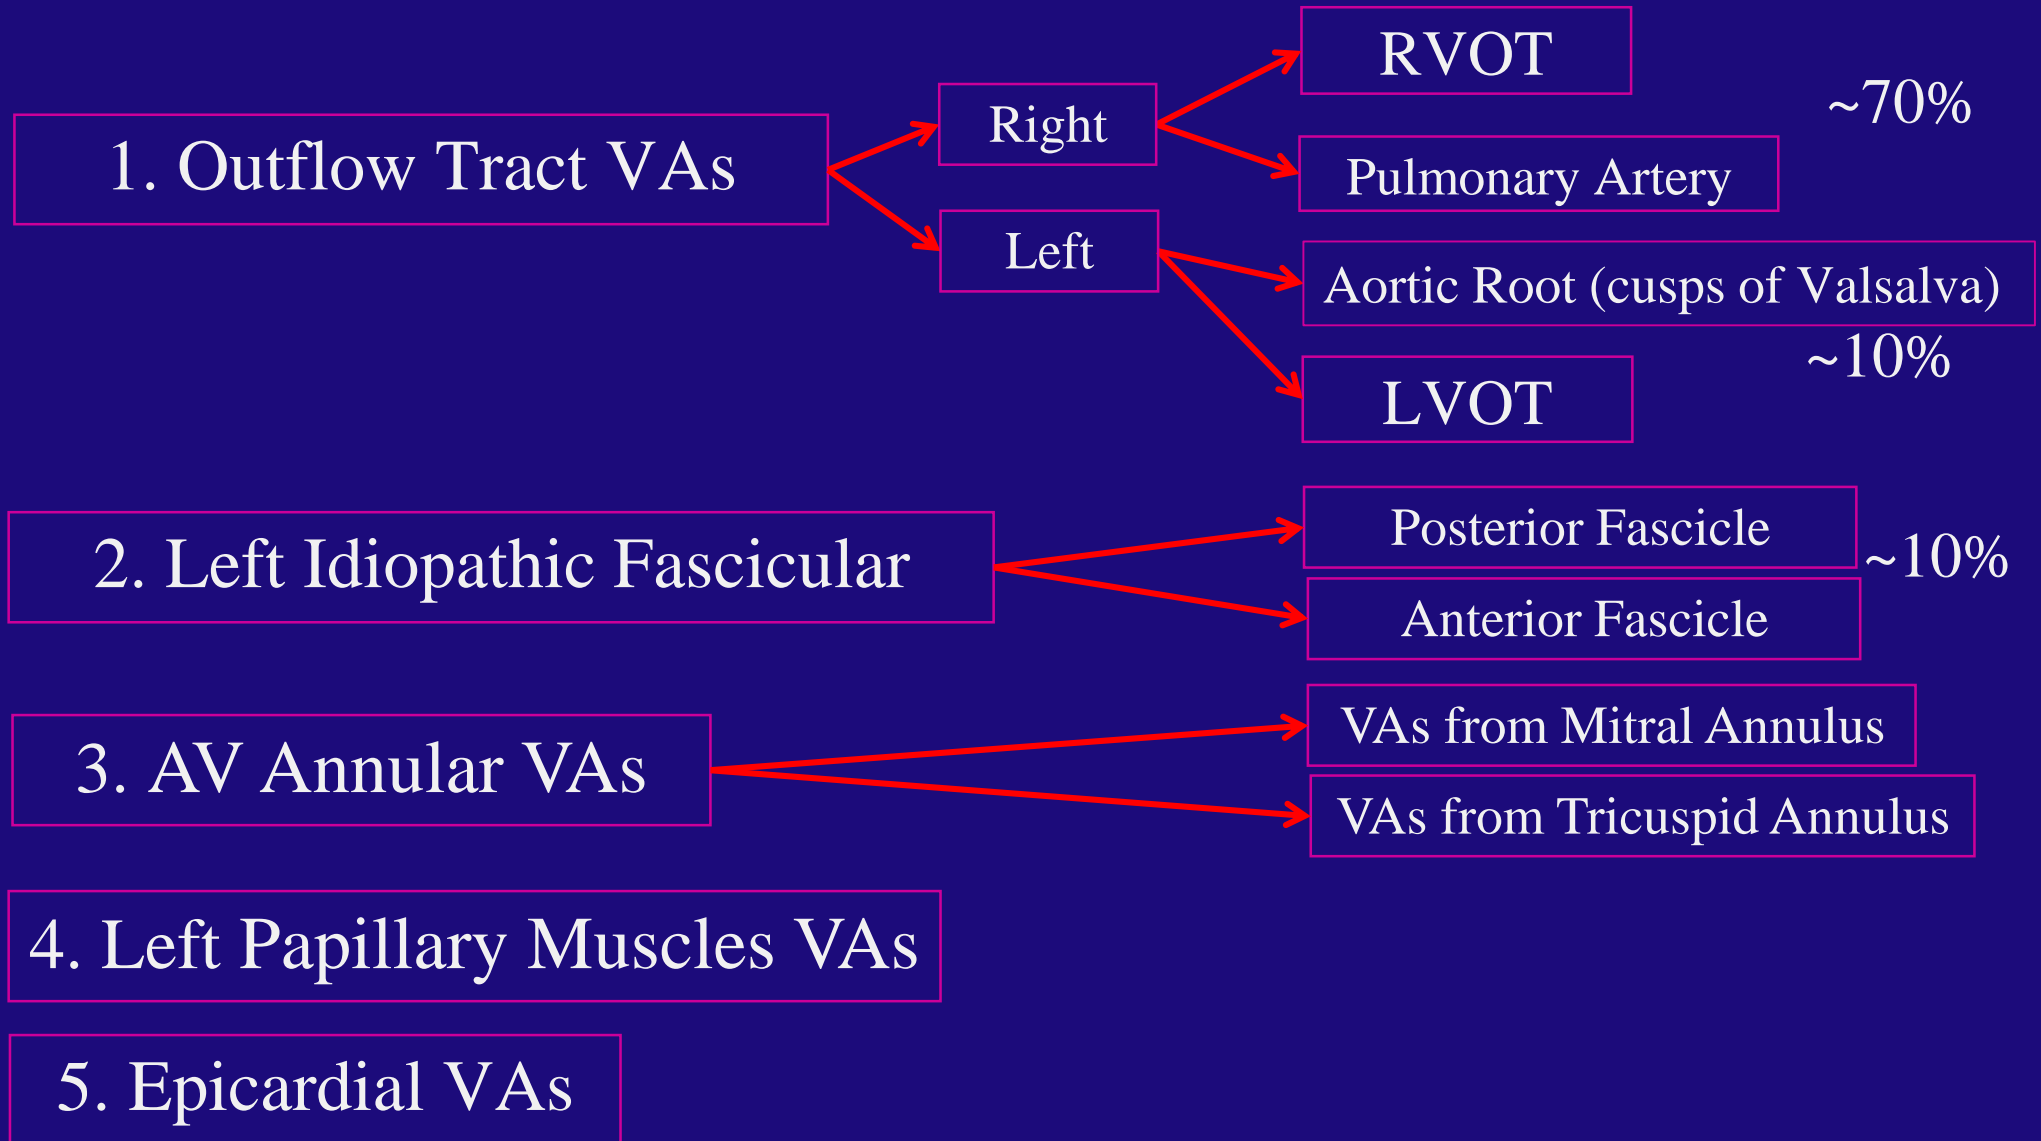 RVOT
~70%
Right
1. Outflow Tract VAs
Pulmonary Artery
Left
Aortic Root (cusps of Valsalva)
~10%
LVOT
Posterior Fascicle
2. Left Idiopathic Fascicular
~10%
Anterior Fascicle
VAs from Mitral Annulus
3. AV Annular VAs
VAs from Tricuspid Annulus
4. Left Papillary Muscles VAs
5. Epicardial VAs